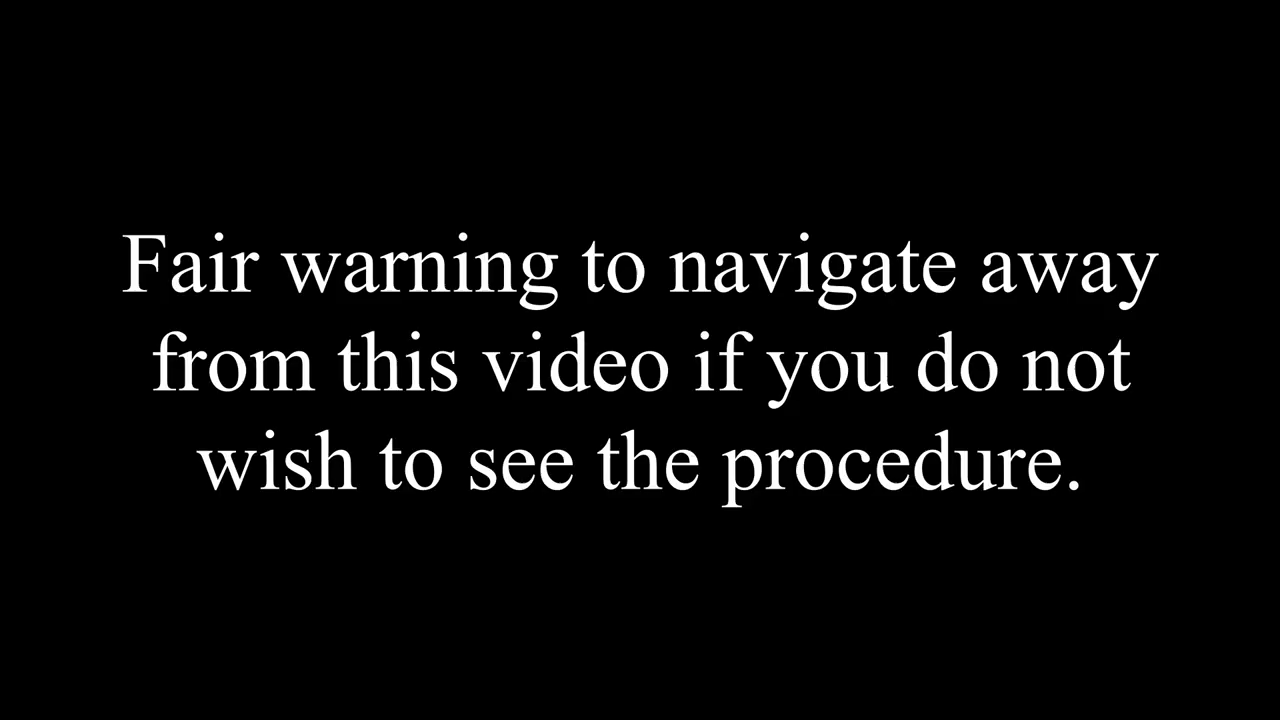 Fair warning to navigate away
from this video if you do not
wish to see the procedure.